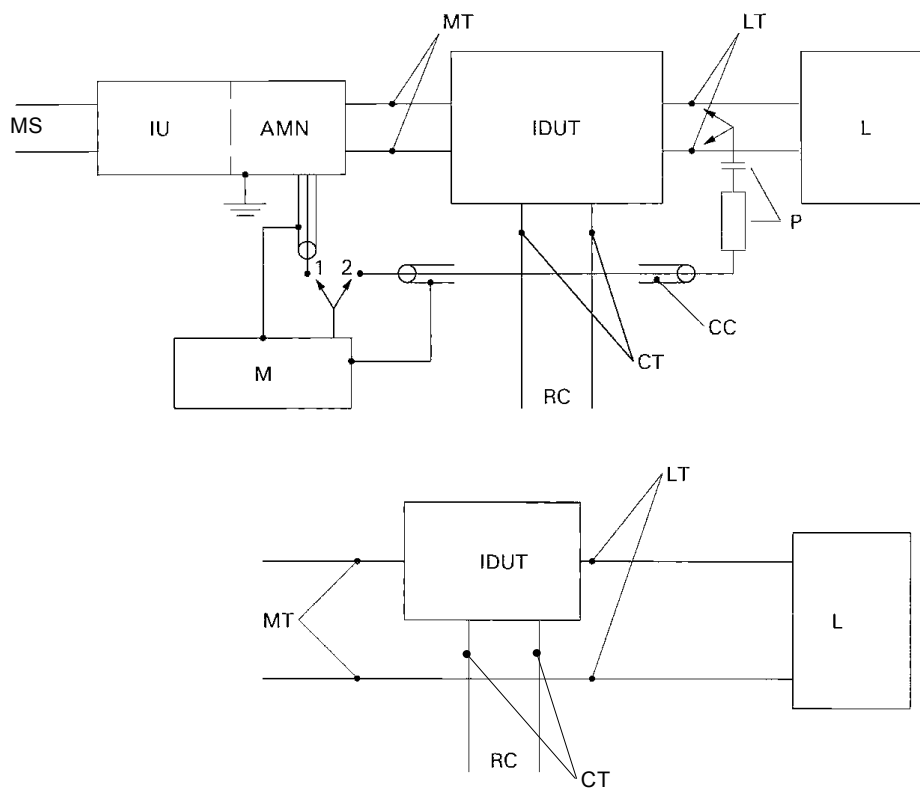 MT LT
MS IU AMN IDUT L
P
1 2
CC
M CT
RC
LT
IDUT
MT L
RC
CT